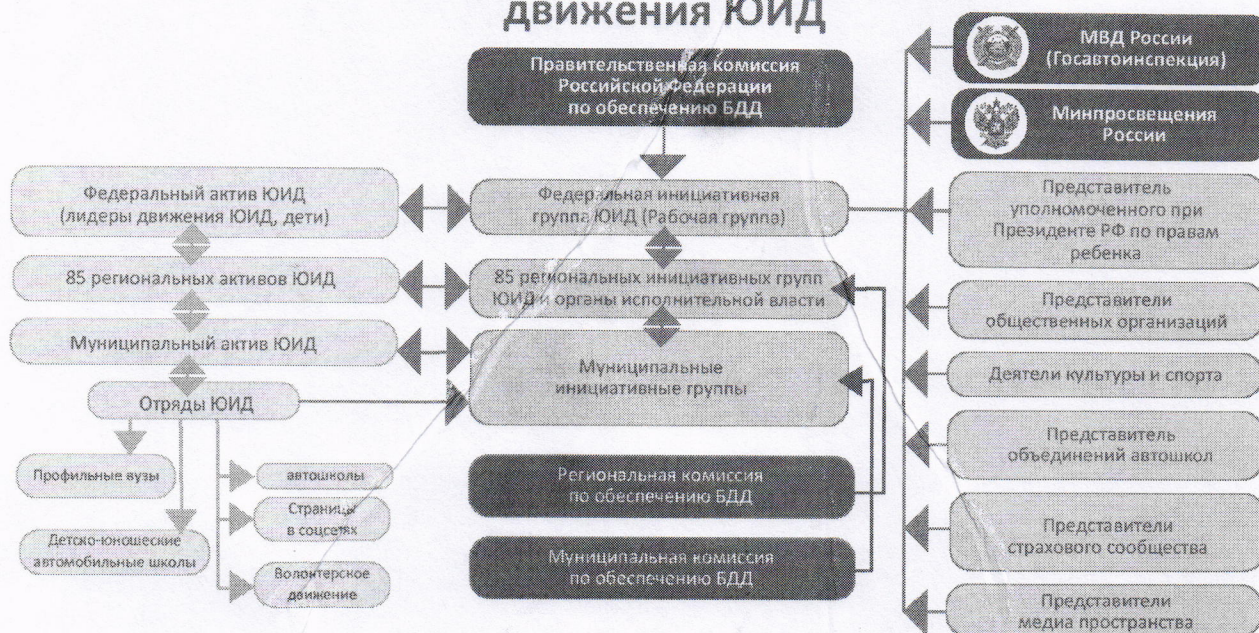 движения ЮИД
Правительственная комиссия
Российской Федерации
по обеспечению БДД
МВД России
(Госавтоинспекция)
Минпросвещения
России
Федеральный актив ЮИД
(лидеры движения ЮИД, дети)
Федеральная инициативная
группа ЮИД (Рабочая группа)
Представитель
уполномоченного при
Президенте РФ по правам
ребенка
85 региональных активов ЮИД
85 региональных инициативных групп
ЮИД и органы исполнительной власти
Представители
общественных организаций
Муниципальный актив ЮИД
Муниципальные
инициативные группы
Деятели культуры и спорта
Отряды ЮИД
Представитель
объединений автошкол
Профильные вузы
автошколы
Региональная комиссия
по обеспечению БДД
Страницы
в соцсетях
Представители
страхового сообщества
Детско-юношеские
автомобильные школы
Муниципальная комиссия
по обеспечению БДД
Волонтерское
движение
Представители
медиа пространства